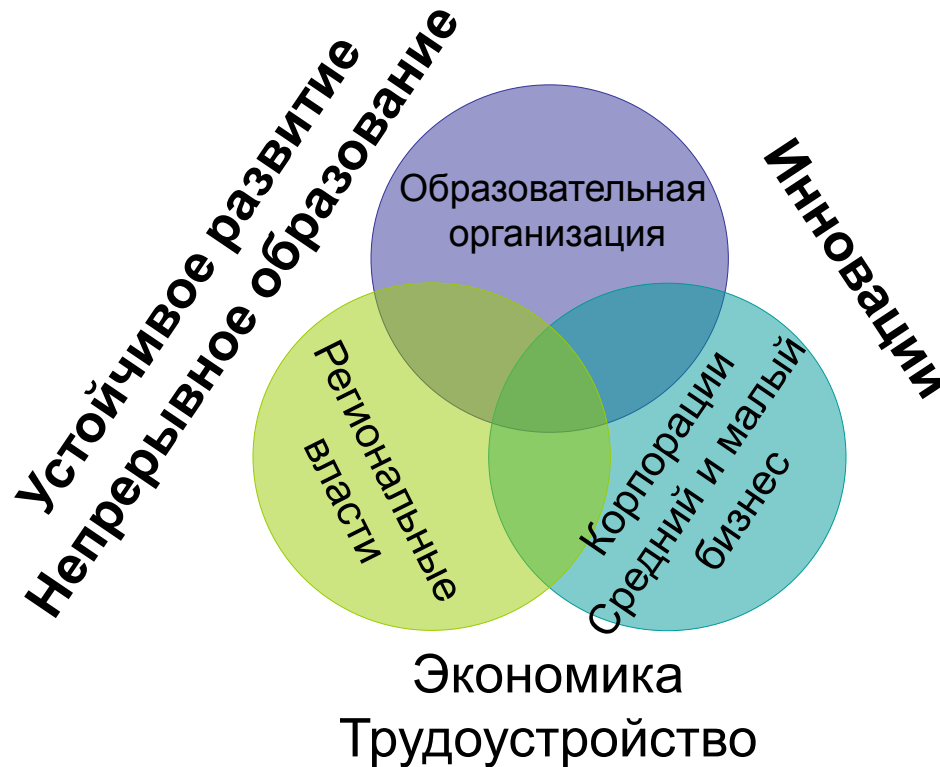 Устойчивое развитие
Непрерывное образование
Инновации
Образовательная
организация
Региональные
власти
Корпорации
Средний и малый
бизнес
Экономика
Трудоустройство